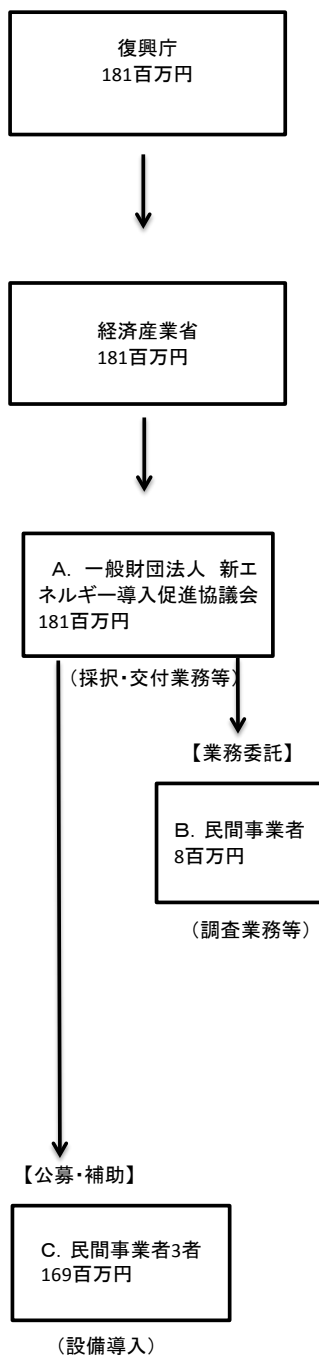 復興庁
181百万円
経済産業省
181百万円
A. 一般財団法人 新エ
ネルギー導入促進協議会
181百万円
(採択・交付業務等)
【業務委託】
B. 民間事業者
8百万円
(調査業務等)
【公募・補助】
C. 民間事業者3者
169百万円
(設備導入)